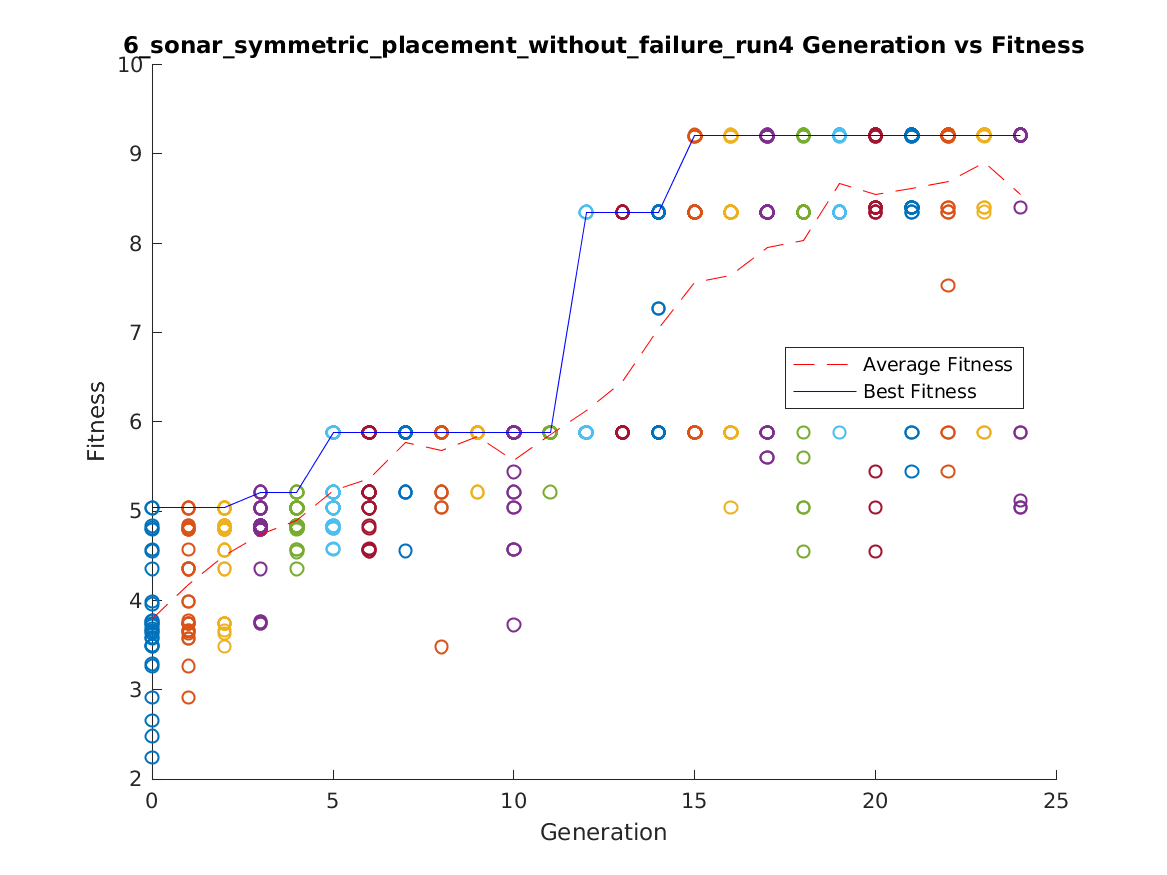 6_sonar_symmetric_placement_without_failure_run4 Generation vs Fitness
10
9
8
7
6
5
4
3
2
Fitness
Average Fitness
Best Fitness
0 5 10 15 20 25
Generation